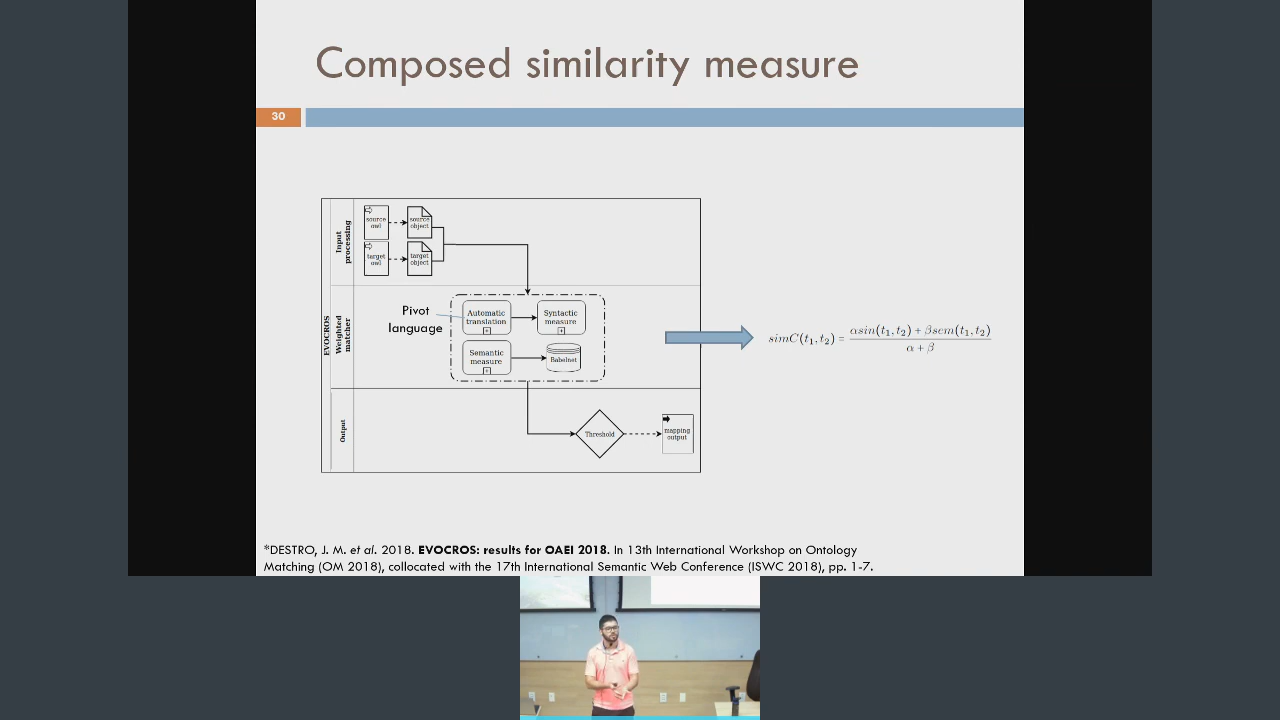 Composed similarity measure
30
EVOCROS
Input
processing
source
owl
source
object
target
owl
target
object
Weighted
matcher
Pivot
language
Automatic
translation
+
Syntactic
measure
+
Semantic
measure
+
Babelnet
simC(t₁, t₂) = (αsin(t₁, t₂) + βsem(t₁, t₂)) / (α + β)
Output
Threshold
mapping
output
*DESTRO, J. M. et al. 2018. EVOCROS: results for OAEI 2018. In 13th International Workshop on Ontology
Matching (OM 2018), collocated with the 17th International Semantic Web Conference (ISWC 2018), pp. 1-7.